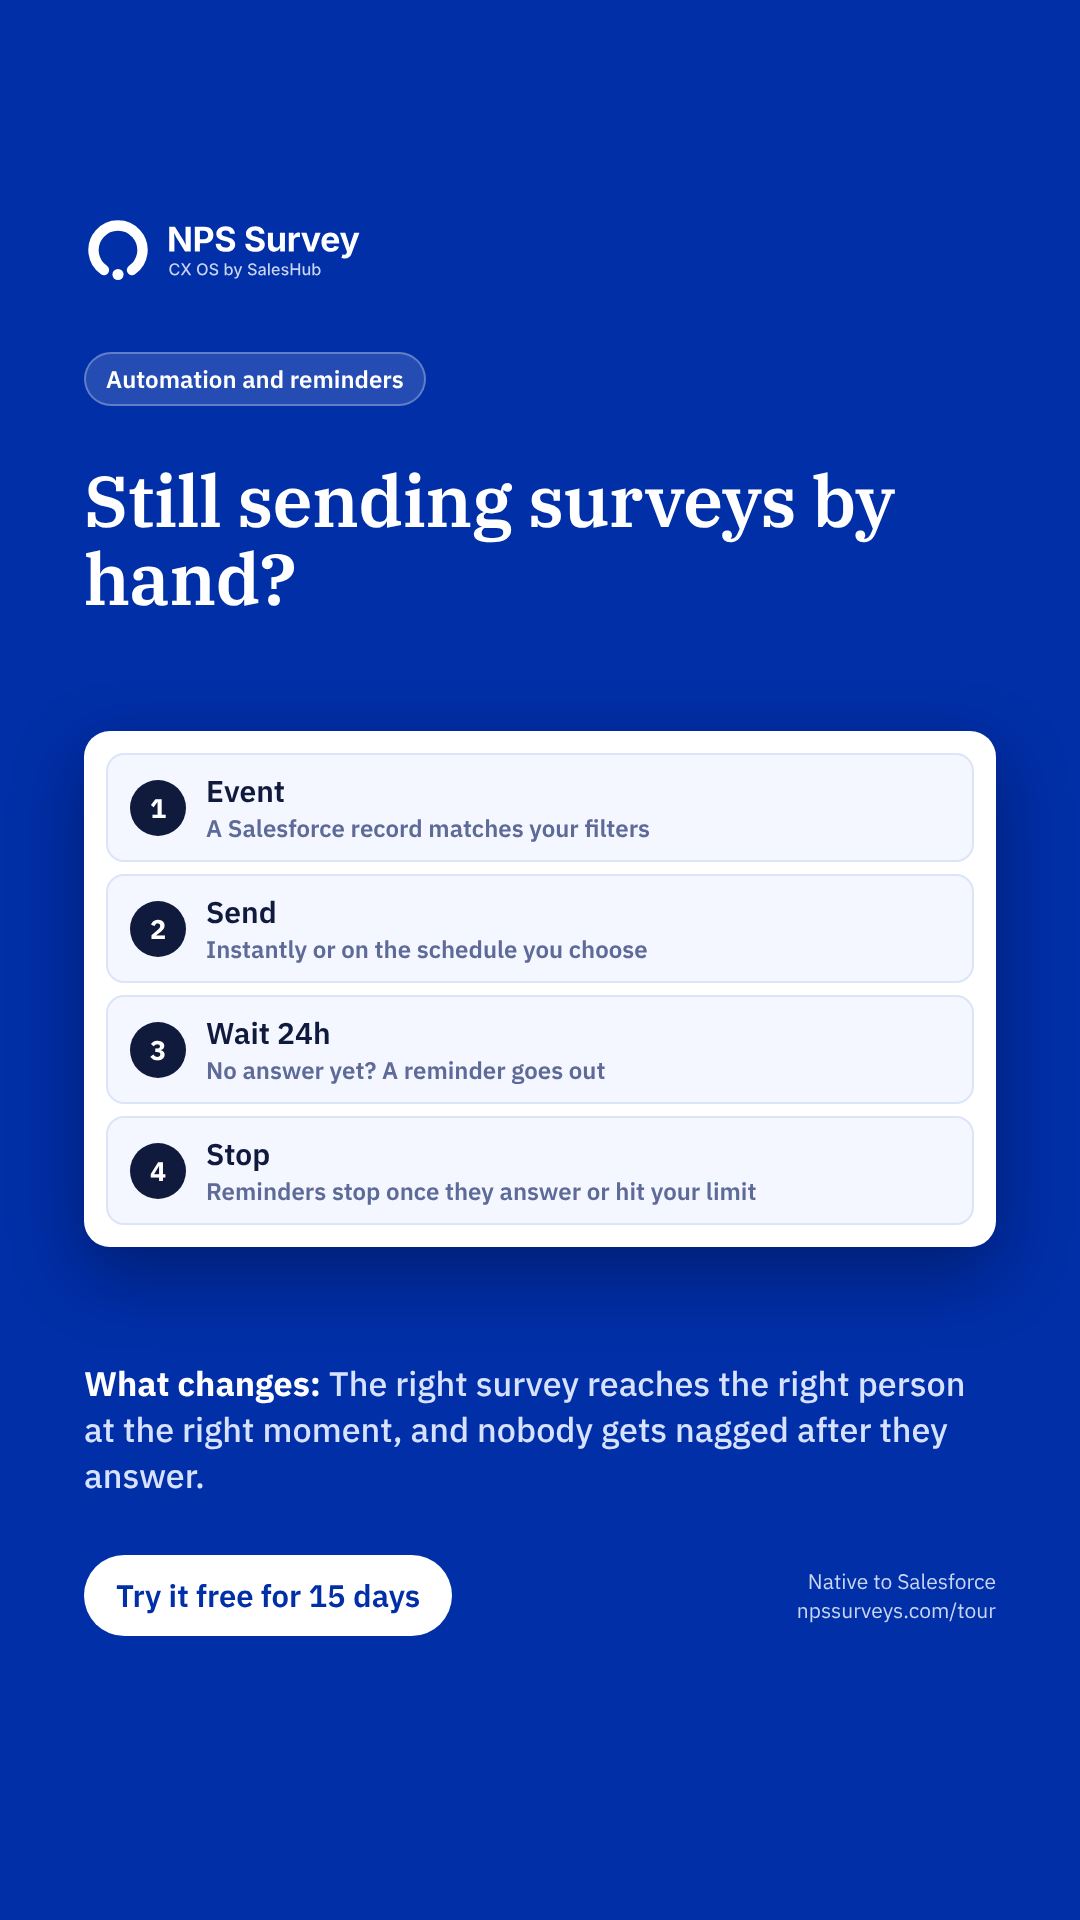 NPS Survey
CX OS by SalesHub
Automation and reminders
Still sending surveys by
hand?
1
Event
A Salesforce record matches your filters
2
Send
Instantly or on the schedule you choose
3
Wait 24h
No answer yet? A reminder goes out
4
Stop
Reminders stop once they answer or hit your limit
What changes: The right survey reaches the right person
at the right moment, and nobody gets nagged after they
answer.
Try it free for 15 days
Native to Salesforce
npssurveys.com/tour